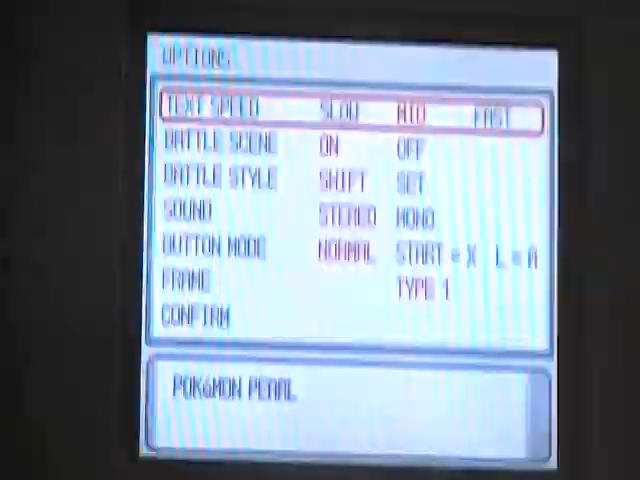 OPTIONS
TEXT SPEED SLOW MID FAST
BATTLE SCENE ON OFF
BATTLE STYLE SHIFT SET
SOUND STEREO MONO
BUTTON MODE NORMAL START = X L = A
FRAME TYPE 1
CONFIRM
POKéMON PEARL